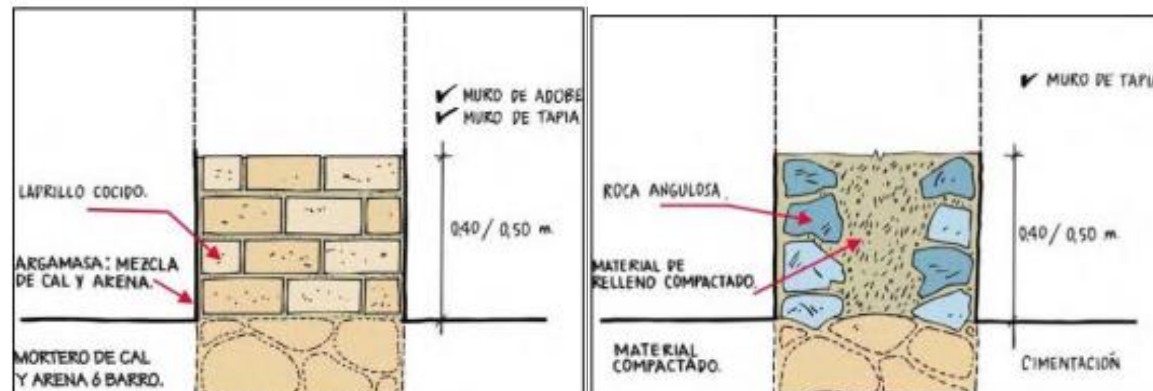 ✓ MURO DE ADOBE
✓ MURO DE TAPIA
LADRILLO COCIDO.
0,40 / 0,50 m.
ARGAMASA: MEZCLA
DE CAL Y ARENA.
MORTERO DE CAL
Y ARENA Ó BARRO.
✓ MURO DE TAPIA
ROCA ANGULOSA.
0,40 / 0,50 m.
MATERIAL DE
RELLENO COMPACTADO.
MATERIAL
COMPACTADO.
CIMENTACIÓN